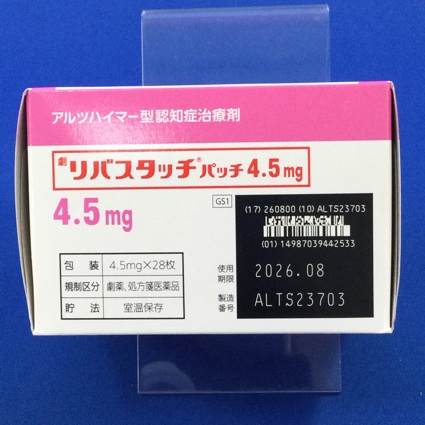 アルツハイマー型認知症治療剤
劇 リバスタッチ®パッチ4.5mg
4.5mg
GS1
(17) 260800 (10) ALTS23703
(01) 14987039442533
包 装 4.5mg×28枚
規制区分 劇薬、処方箋医薬品
貯 法 室温保存
使用期限 2026.08
製造番号 ALTS23703